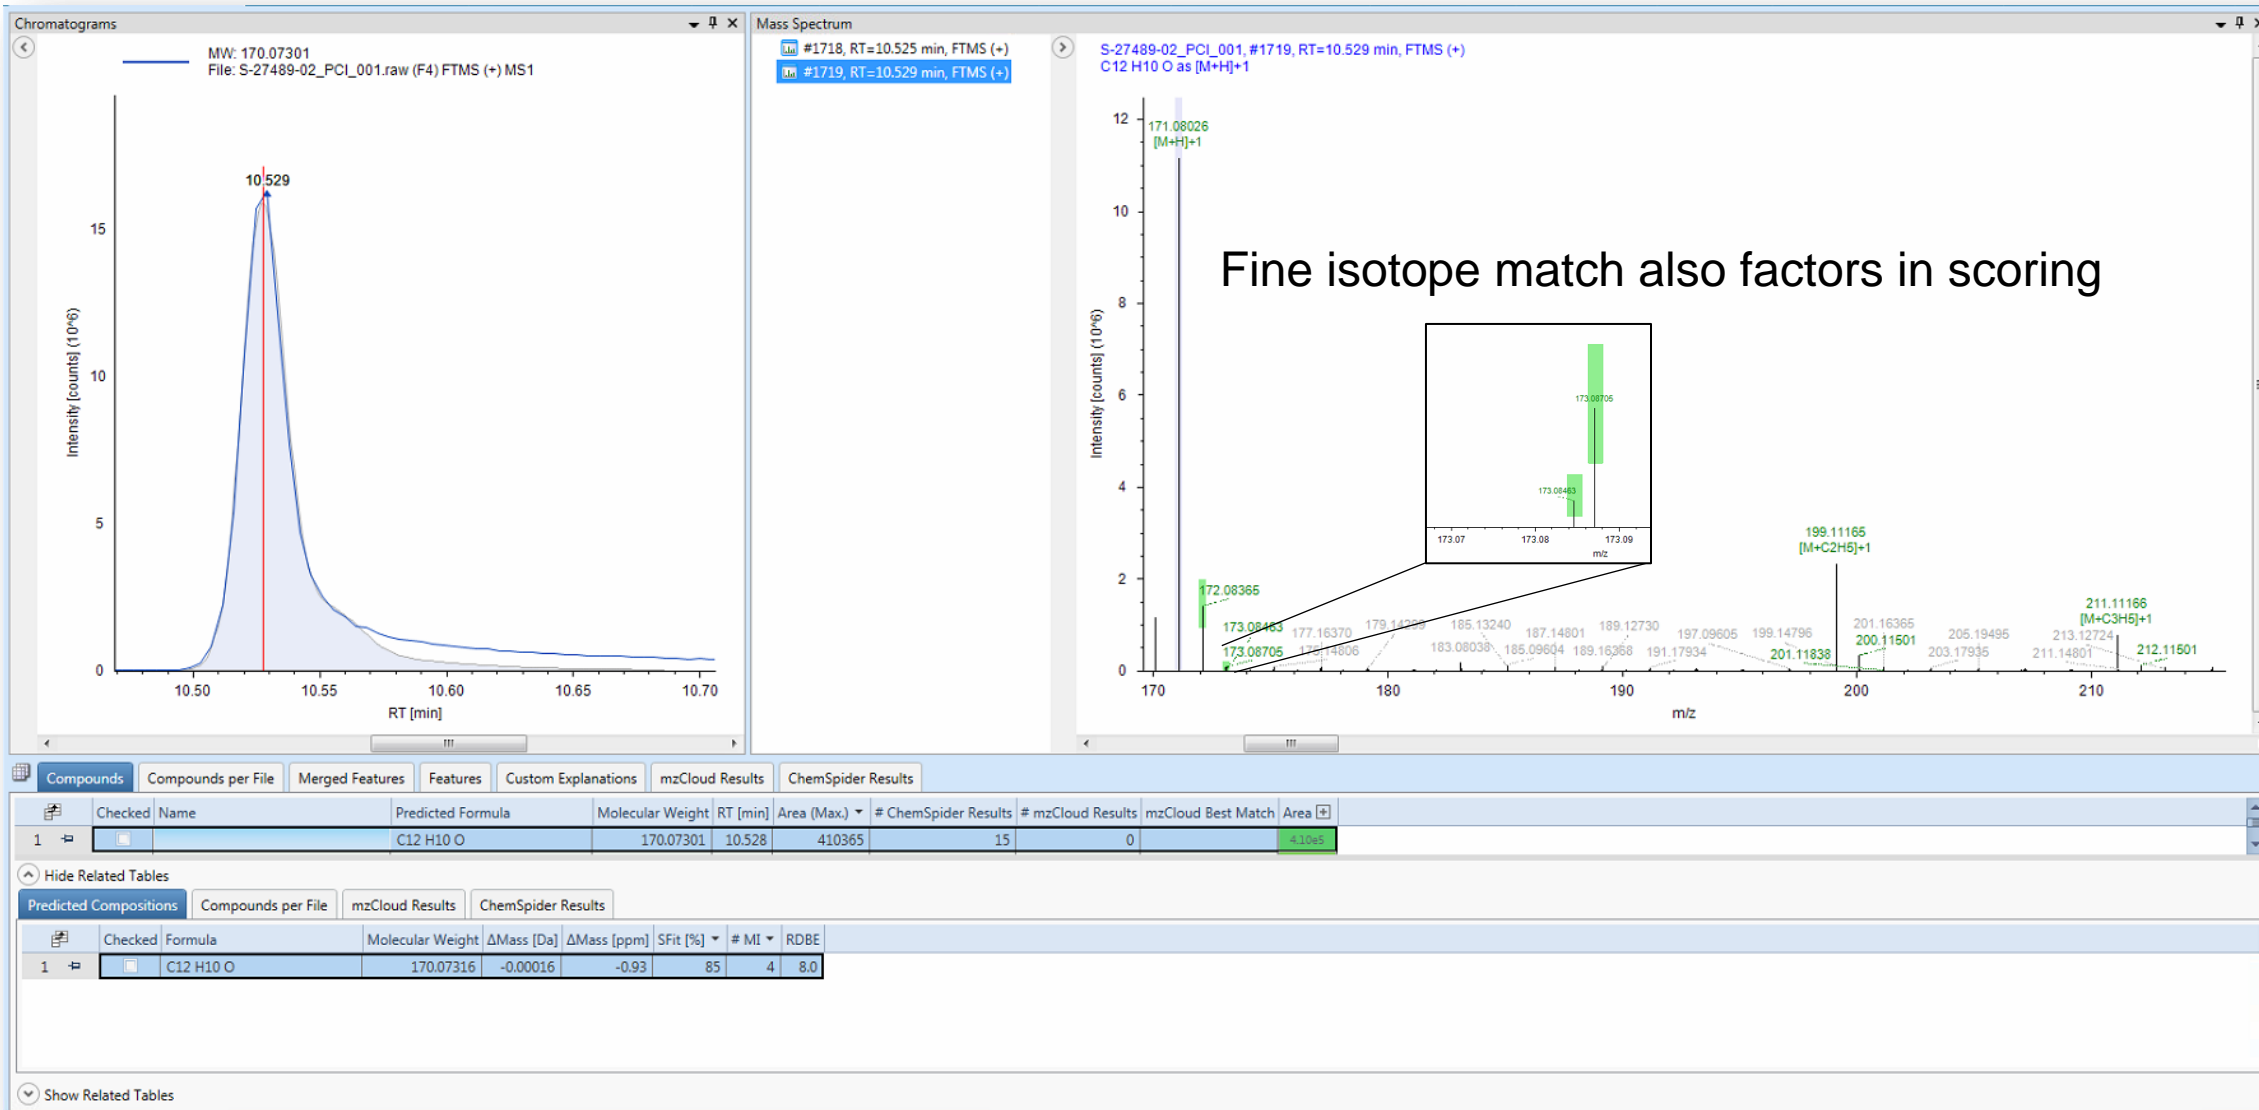 Chromatograms
MW: 170.07301
File: S-27489-02_PCI_001.raw (F4) FTMS (+) MS1
10.529
15
10
5
0
Intensity [counts] (10^6)
10.50 10.55 10.60 10.65 10.70
RT [min]
Mass Spectrum
#1718, RT=10.525 min, FTMS (+)
#1719, RT=10.529 min, FTMS (+)
S-27489-02_PCI_001, #1719, RT=10.529 min, FTMS (+)
C12 H10 O as [M+H]+1
12
10
8
6
4
2
0
Intensity [counts] (10^6)
171.08026
[M+H]+1
Fine isotope match also factors in scoring
173.08705
173.08463
173.07 173.08 173.09
m/z
199.11165
[M+C2H5]+1
172.08365
211.11166
[M+C3H5]+1
173.08463
177.16370
185.13240
187.14801
189.12730
197.09605
199.14796
201.16365
200.11501
205.19495
213.12724
212.11501
173.08705
183.08038
185.09604
189.16368
191.17934
201.11838
203.17935
211.14801
170 180 190 200 210
m/z
Compounds Compounds per File Merged Features Features Custom Explanations mzCloud Results ChemSpider Results
Checked Name Predicted Formula Molecular Weight RT [min] Area (Max.) # ChemSpider Results # mzCloud Results mzCloud Best Match Area
1 C12 H10 O 170.07301 10.528 410365 15 0 4.10e5
Hide Related Tables
Predicted Compositions Compounds per File mzCloud Results ChemSpider Results
Checked Formula Molecular Weight ΔMass [Da] ΔMass [ppm] SFit [%] # MI RDBE
1 C12 H10 O 170.07316 -0.00016 -0.93 85 4 8.0
Show Related Tables